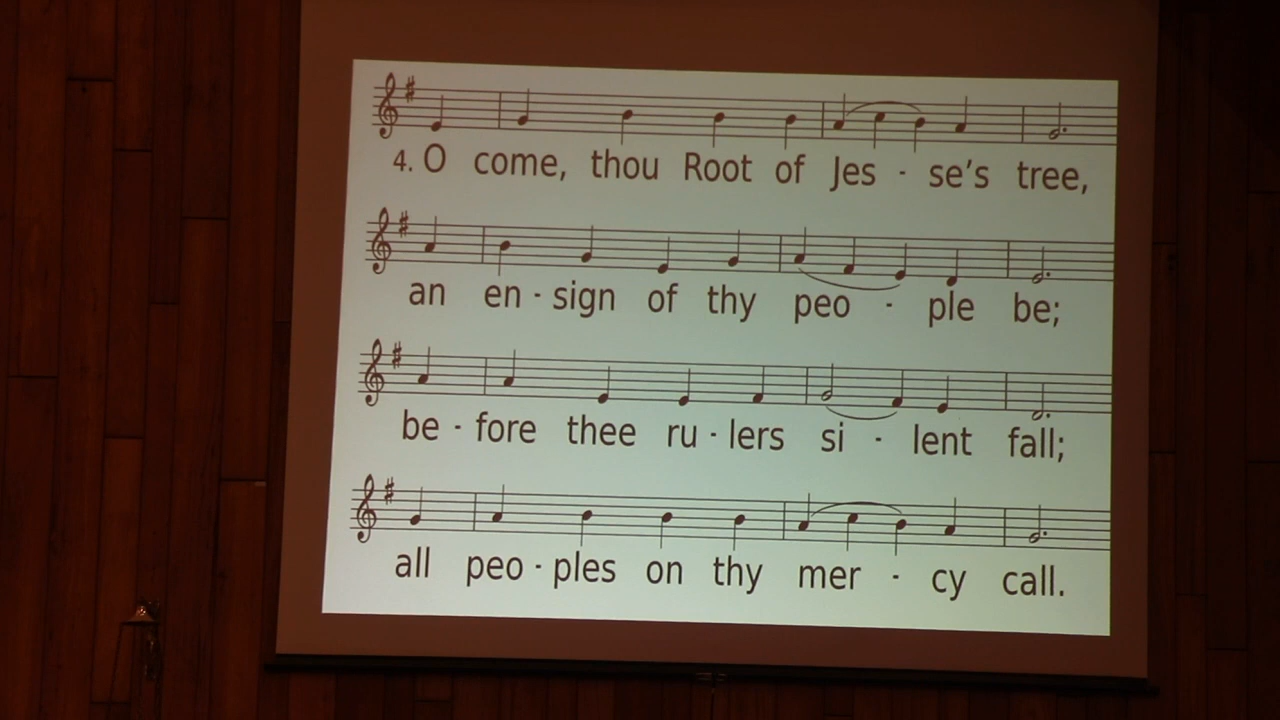 4. O come, thou Root of Jes - se's tree,
an en - sign of thy peo - ple be;
be - fore thee ru - lers si - lent fall;
all peo - ples on thy mer - cy call.